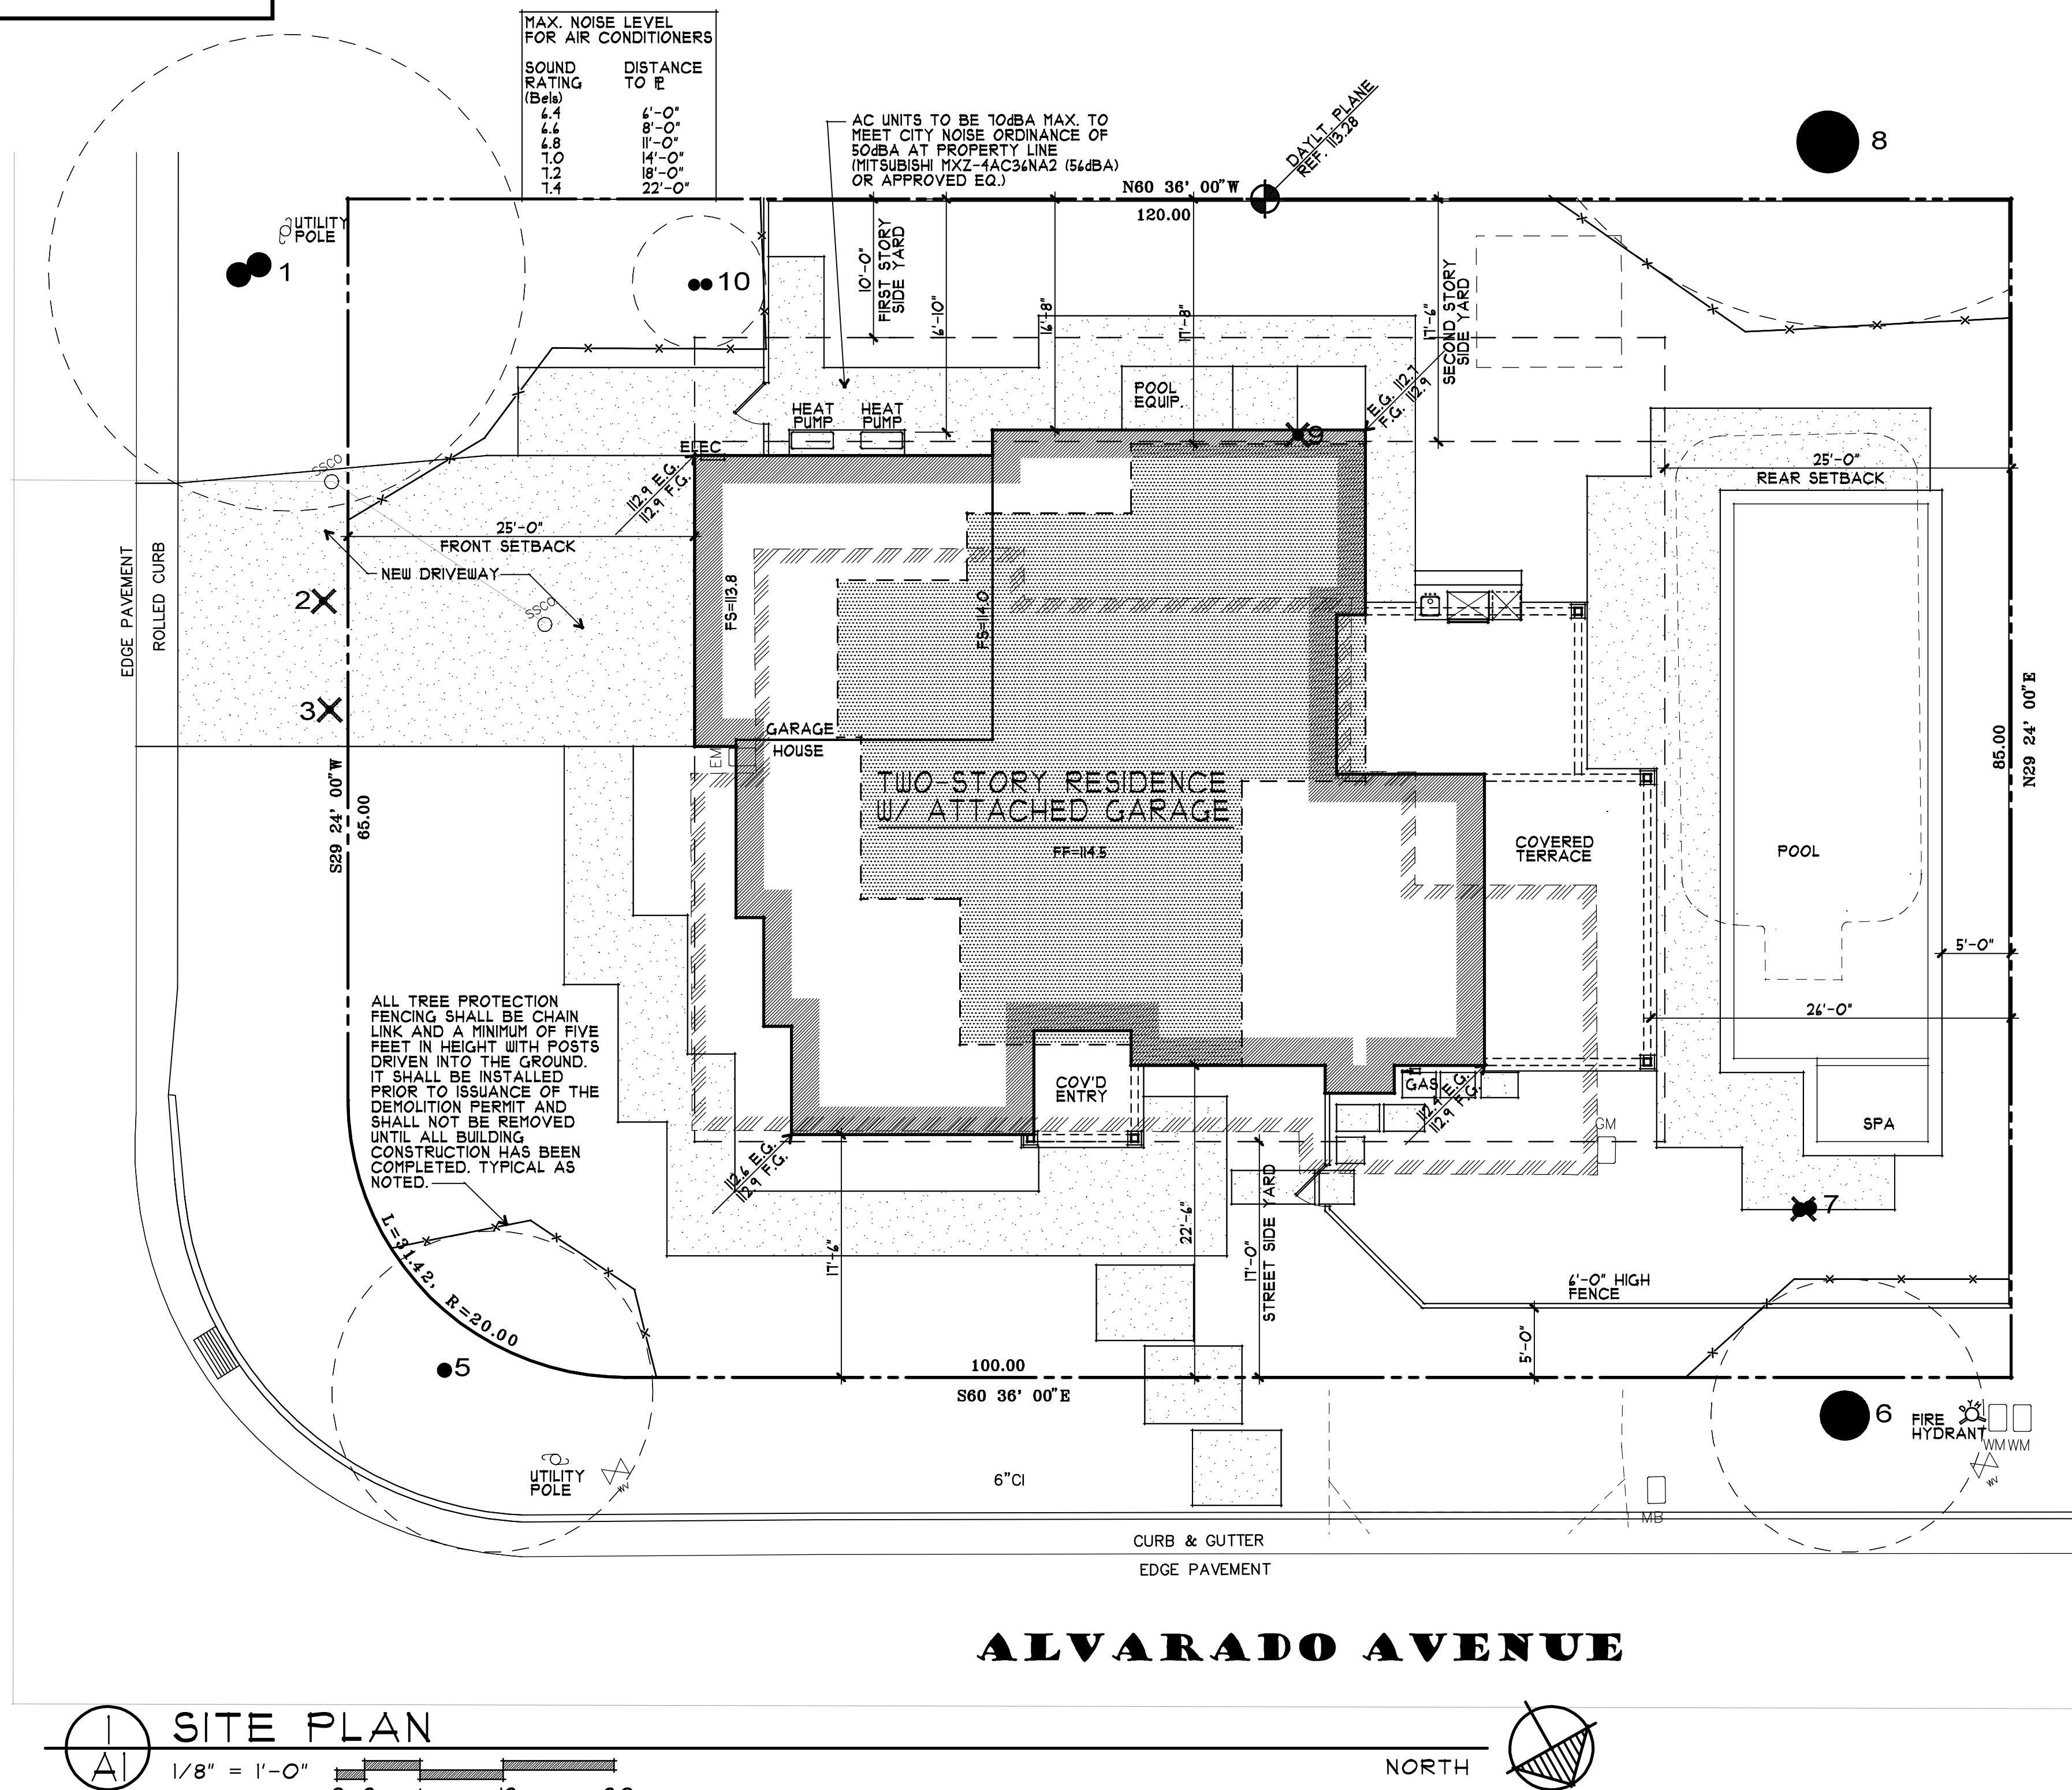 MAX. NOISE LEVEL
FOR AIR CONDITIONERS
SOUND DISTANCE
RATING TO PL
(Bels)
6.4 6'-0"
6.6 8'-0"
6.8 11'-0"
7.0 14'-0"
7.2 18'-0"
7.4 22'-0"
AC UNITS TO BE 70dBA MAX. TO
MEET CITY NOISE ORDINANCE OF
50dBA AT PROPERTY LINE
(MITSUBISHI MXZ-4AC36NA2 (56dBA)
OR APPROVED EQ.)
DAYLT. PLANE
REF. 113.28
8
N60 36' 00"W
120.00
UTILITY
POLE
1
10
10'-0"
FIRST STORY
SIDE YARD
6'-10"
16'-8"
17'-8"
17'-6"
SECOND STORY
SIDE YARD
POOL
EQUIP.
E.G. 112.7
F.G. 112.9
HEAT
PUMP
HEAT
PUMP
9
ELEC
SSCO
112.9 E.G.
112.9 F.G.
25'-0"
REAR SETBACK
25'-0"
FRONT SETBACK
NEW DRIVEWAY
SSCO
EDGE PAVEMENT
ROLLED CURB
2
3
FS=113.8
FS=114.0
GARAGE
HOUSE
EM
TWO-STORY RESIDENCE
W/ ATTACHED GARAGE
FF=114.5
S29 24' 00"W
65.00
85.00
N29 24' 00"E
COVERED
TERRACE
POOL
5'-0"
26'-0"
ALL TREE PROTECTION
FENCING SHALL BE CHAIN
LINK AND A MINIMUM OF FIVE
FEET IN HEIGHT WITH POSTS
DRIVEN INTO THE GROUND.
IT SHALL BE INSTALLED
PRIOR TO ISSUANCE OF THE
DEMOLITION PERMIT AND
SHALL NOT BE REMOVED
UNTIL ALL BUILDING
CONSTRUCTION HAS BEEN
COMPLETED. TYPICAL AS
NOTED.
COV'D
ENTRY
GAS
F.G.
112.9
GM
SPA
112.6 E.G.
112.9 F.G.
7
17'-6"
22'-6"
17'-0"
STREET SIDE YARD
6'-0" HIGH
FENCE
5'-0"
L=31.42, R=20.00
5
100.00
S60 36' 00"E
6
FIRE
HYDRANT
WM WM
WV
UTILITY
POLE
WV
6"CI
MB
CURB & GUTTER
EDGE PAVEMENT
ALVARADO AVENUE
1
A1
SITE PLAN
1/8" = 1'-0"
NORTH